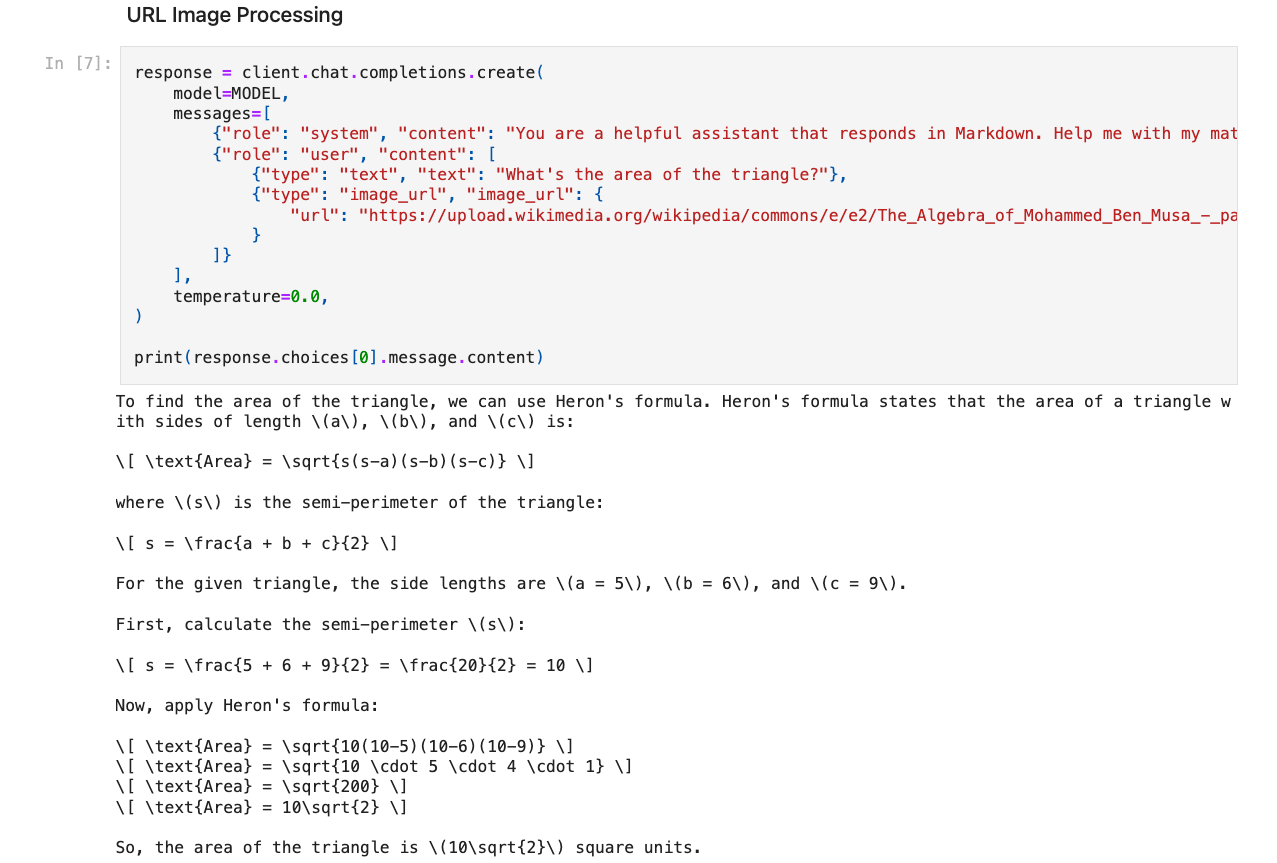 URL Image Processing
In [7]:
response = client.chat.completions.create(
    model=MODEL,
    messages=[
        {"role": "system", "content": "You are a helpful assistant that responds in Markdown. Help me with my mat
        {"role": "user", "content": [
            {"type": "text", "text": "What's the area of the triangle?"},
            {"type": "image_url", "image_url": {
                "url": "https://upload.wikimedia.org/wikipedia/commons/e/e2/The_Algebra_of_Mohammed_Ben_Musa_-_pa
            }
        ]}
    ],
    temperature=0.0,
)
print(response.choices[0].message.content)
To find the area of the triangle, we can use Heron's formula. Heron's formula states that the area of a triangle w
ith sides of length \(a\), \(b\), and \(c\) is:
\[ \text{Area} = \sqrt{s(s-a)(s-b)(s-c)} \]
where \(s\) is the semi-perimeter of the triangle:
\[ s = \frac{a + b + c}{2} \]
For the given triangle, the side lengths are \(a = 5\), \(b = 6\), and \(c = 9\).
First, calculate the semi-perimeter \(s\):
\[ s = \frac{5 + 6 + 9}{2} = \frac{20}{2} = 10 \]
Now, apply Heron's formula:
\[ \text{Area} = \sqrt{10(10-5)(10-6)(10-9)} \]
\[ \text{Area} = \sqrt{10 \cdot 5 \cdot 4 \cdot 1} \]
\[ \text{Area} = \sqrt{200} \]
\[ \text{Area} = 10\sqrt{2} \]
So, the area of the triangle is \(10\sqrt{2}\) square units.